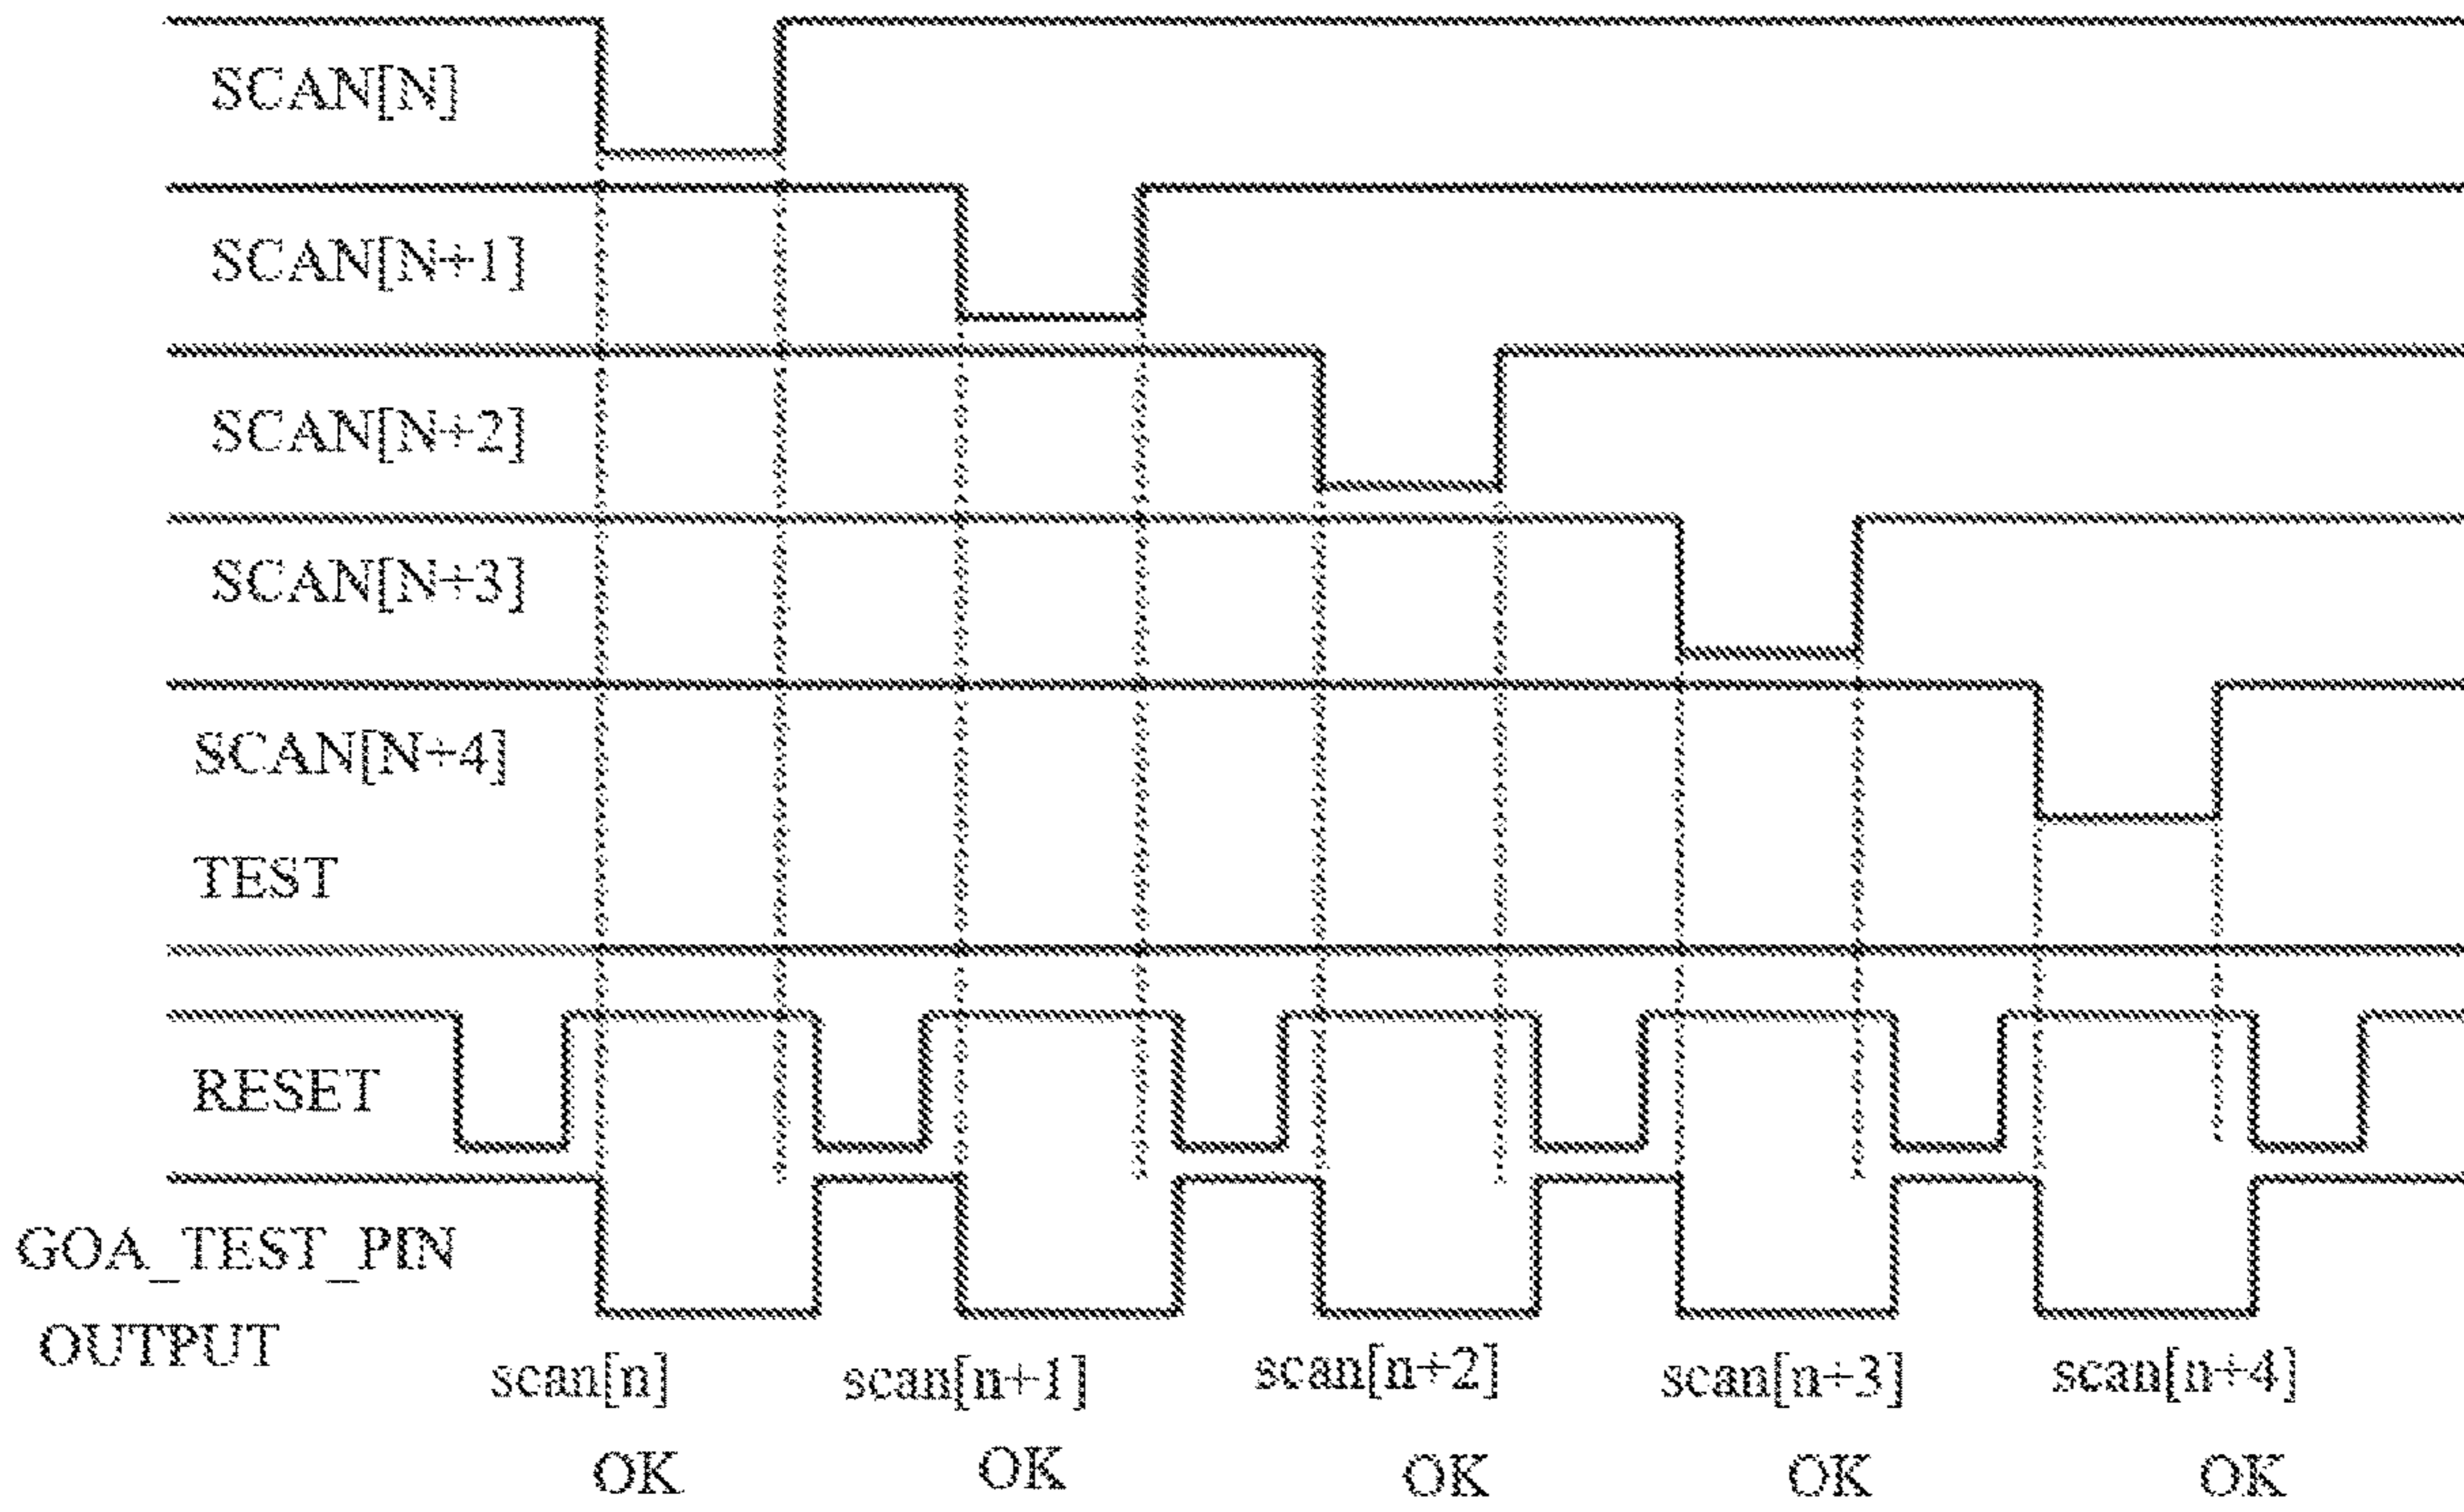 SCAN[N]
SCAN[N+1]
SCAN[N+2]
SCAN[N+3]
SCAN[N+4]
TEST
RESET
GOA_TEST_PIN
OUTPUT
scan[n] scan[n+1] scan[n+2] scan[n+3] scan[n+4]
OK OK OK OK OK